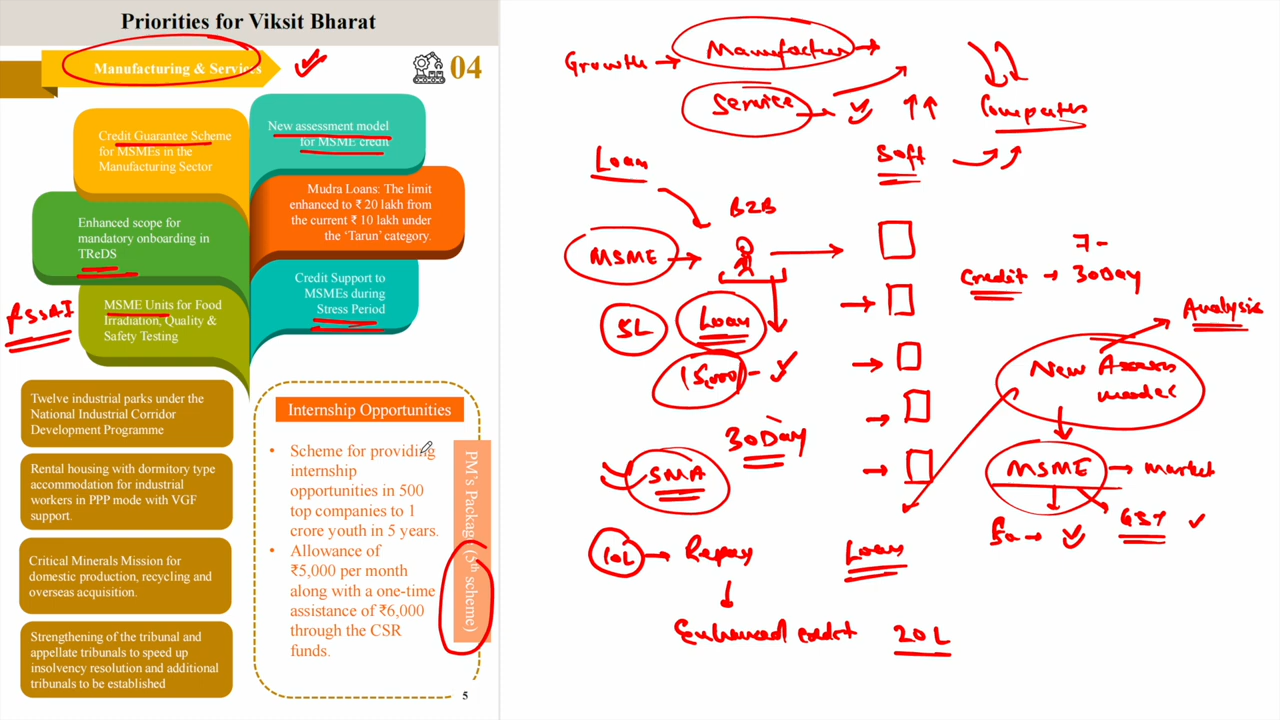 Priorities for Viksit Bharat
Manufacturing & Services
04
Credit Guarantee Scheme
for MSMEs in the
Manufacturing Sector
New assessment model
for MSME credit
Mudra Loans: The limit
enhanced to ₹ 20 lakh from
the current ₹ 10 lakh under
the ‘Tarun’ category.
Enhanced scope for
mandatory onboarding in
TReDS
Credit Support to
MSMEs during
Stress Period
MSME Units for Food
Irradiation, Quality &
Safety Testing
Twelve industrial parks under the
National Industrial Corridor
Development Programme
Rental housing with dormitory type
accommodation for industrial
workers in PPP mode with VGF
support.
Critical Minerals Mission for
domestic production, recycling and
overseas acquisition.
Strengthening of the tribunal and
appellate tribunals to speed up
insolvency resolution and additional
tribunals to be established
Internship Opportunities
• Scheme for providing
internship
opportunities in 500
top companies to 1
crore youth in 5 years.
• Allowance of
₹5,000 per month
along with a one-time
assistance of ₹6,000
through the CSR
funds.
PM's Package (5th scheme)
5
Growth → Manufacture →
Service →
Computers
Soft
Loan
B2B
MSME →
7 -
Credit → 30 Day
5L
Loan
15,000 -
Analysis
New Assess
model
30 Day
SMA
MSME → market
GST
10L → Repay
Loan
Enhanced credit 20L